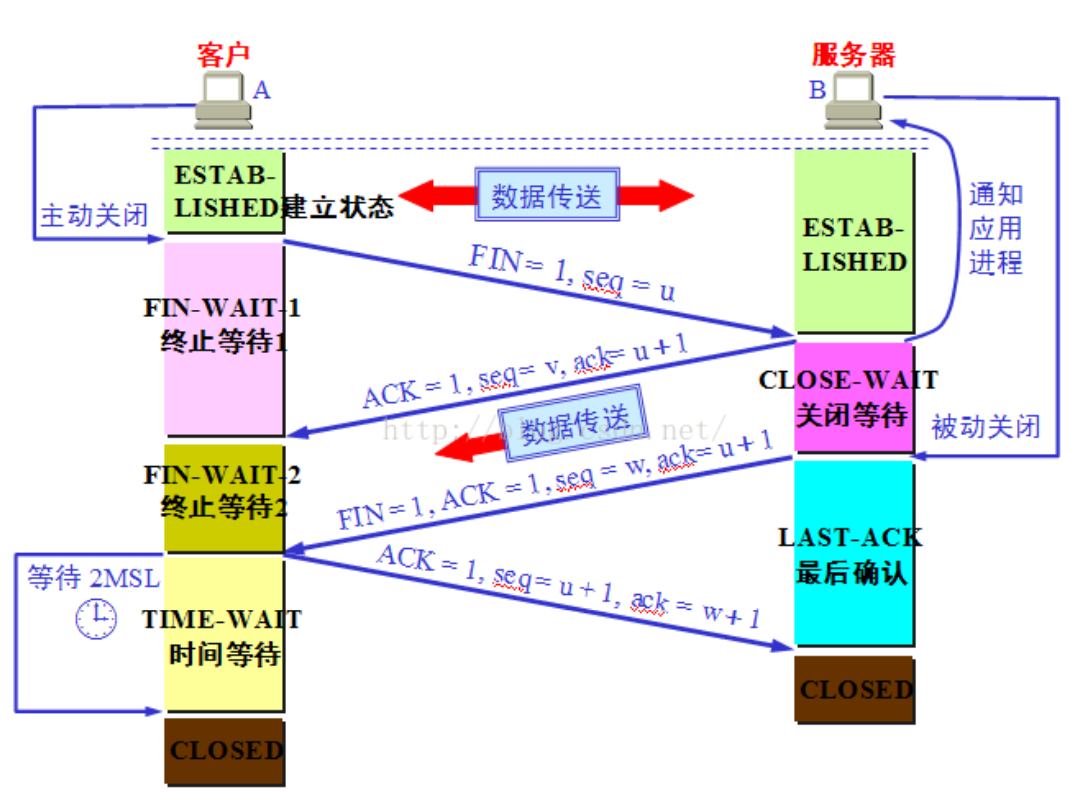 客户
服务器
A
B
ESTAB-
LISHED建立状态
数据传送
通知
应用
进程
主动关闭
ESTAB-
LISHED
FIN = 1, seq = u
FIN-WAIT-1
终止等待1
ACK = 1, seq= v, ack= u + 1
CLOSE-WAIT
关闭等待
数据传送
被动关闭
FIN-WAIT-2
终止等待2
FIN = 1, ACK = 1, seq = w, ack= u + 1
LAST-ACK
最后确认
ACK = 1, seq= u + 1, ack = w + 1
等待 2MSL
TIME-WAIT
时间等待
CLOSED
CLOSED